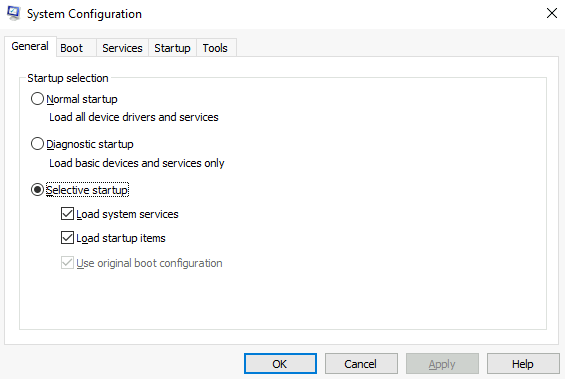 System Configuration
General Boot Services Startup Tools
Startup selection
Normal startup
Load all device drivers and services
Diagnostic startup
Load basic devices and services only
Selective startup
Load system services
Load startup items
Use original boot configuration
OK Cancel Apply Help